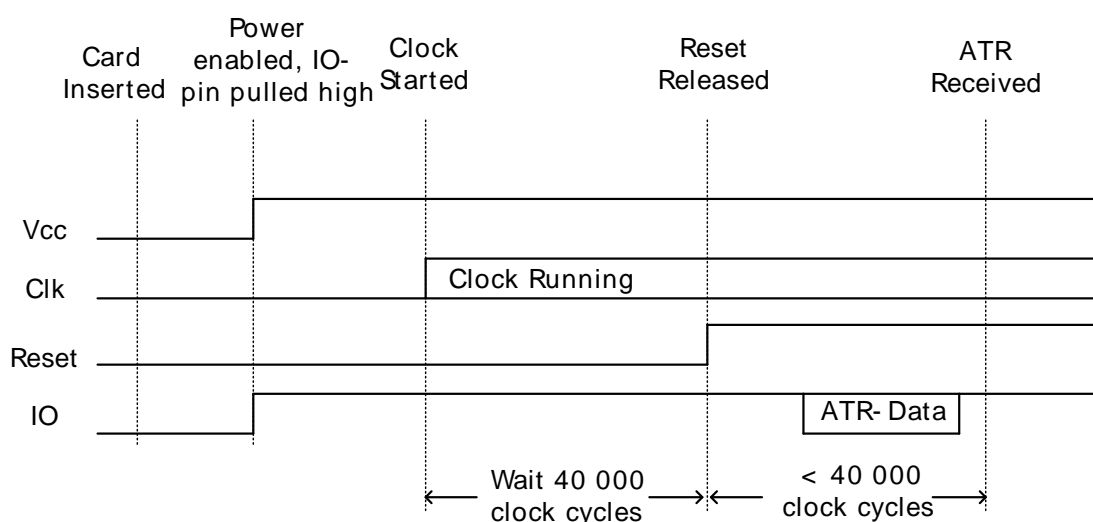 Card
Inserted
Power
enabled, IO-
pin pulled high
Clock
Started
Reset
Released
ATR
Received
Vcc
Clk
Clock Running
Reset
IO
ATR- Data
Wait 40 000
clock cycles
< 40 000
clock cycles